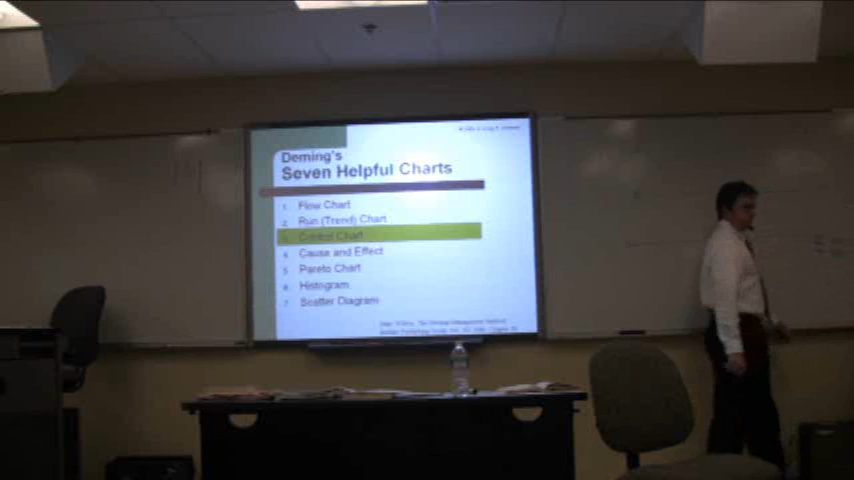 Deming's
Seven Helpful Charts
1. Flow Chart
2. Run (Trend) Chart
3. Control Chart
4. Cause and Effect
5. Pareto Chart
6. Histogram
7. Scatter Diagram